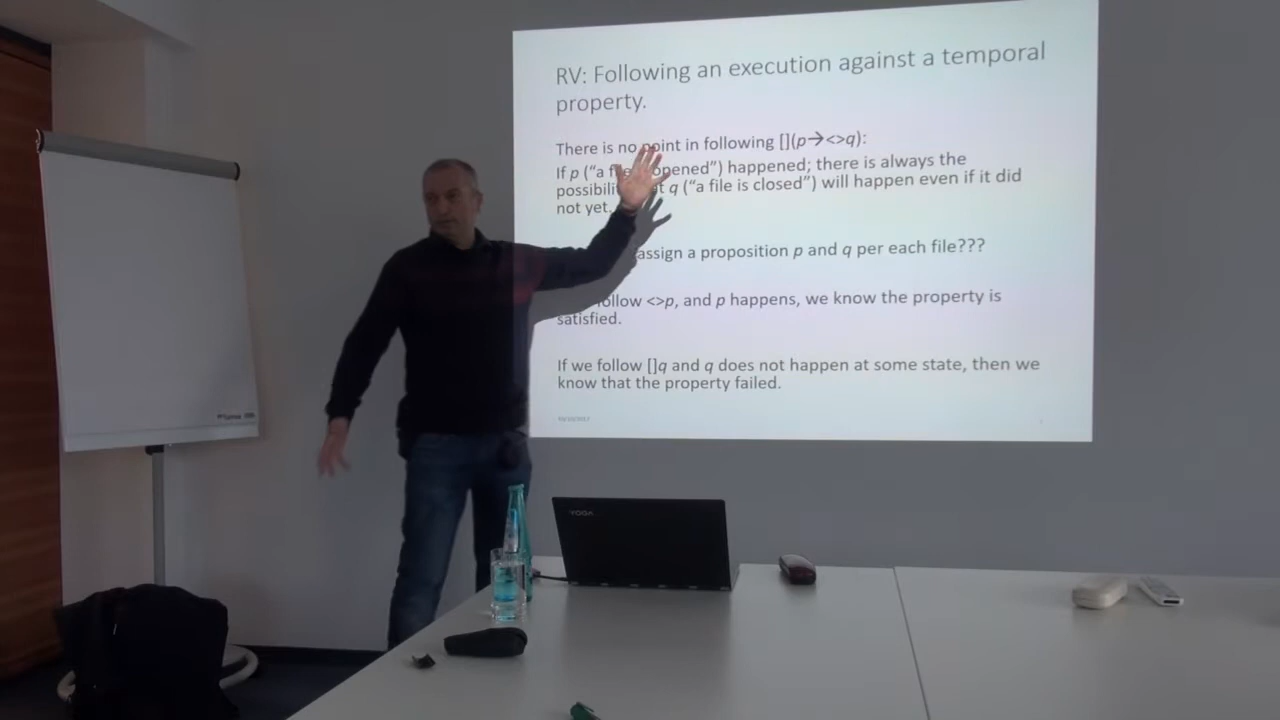 RV: Following an execution against a temporal
property.
There is no point in following [](p→<>q):
If p ("a f opened") happened; there is always the
possibili t q ("a file is closed") will happen even if it did
not yet.
assign a proposition p and q per each file???
follow <>p, and p happens, we know the property is
satisfied.
If we follow []q and q does not happen at some state, then we
know that the property failed.
YOGA